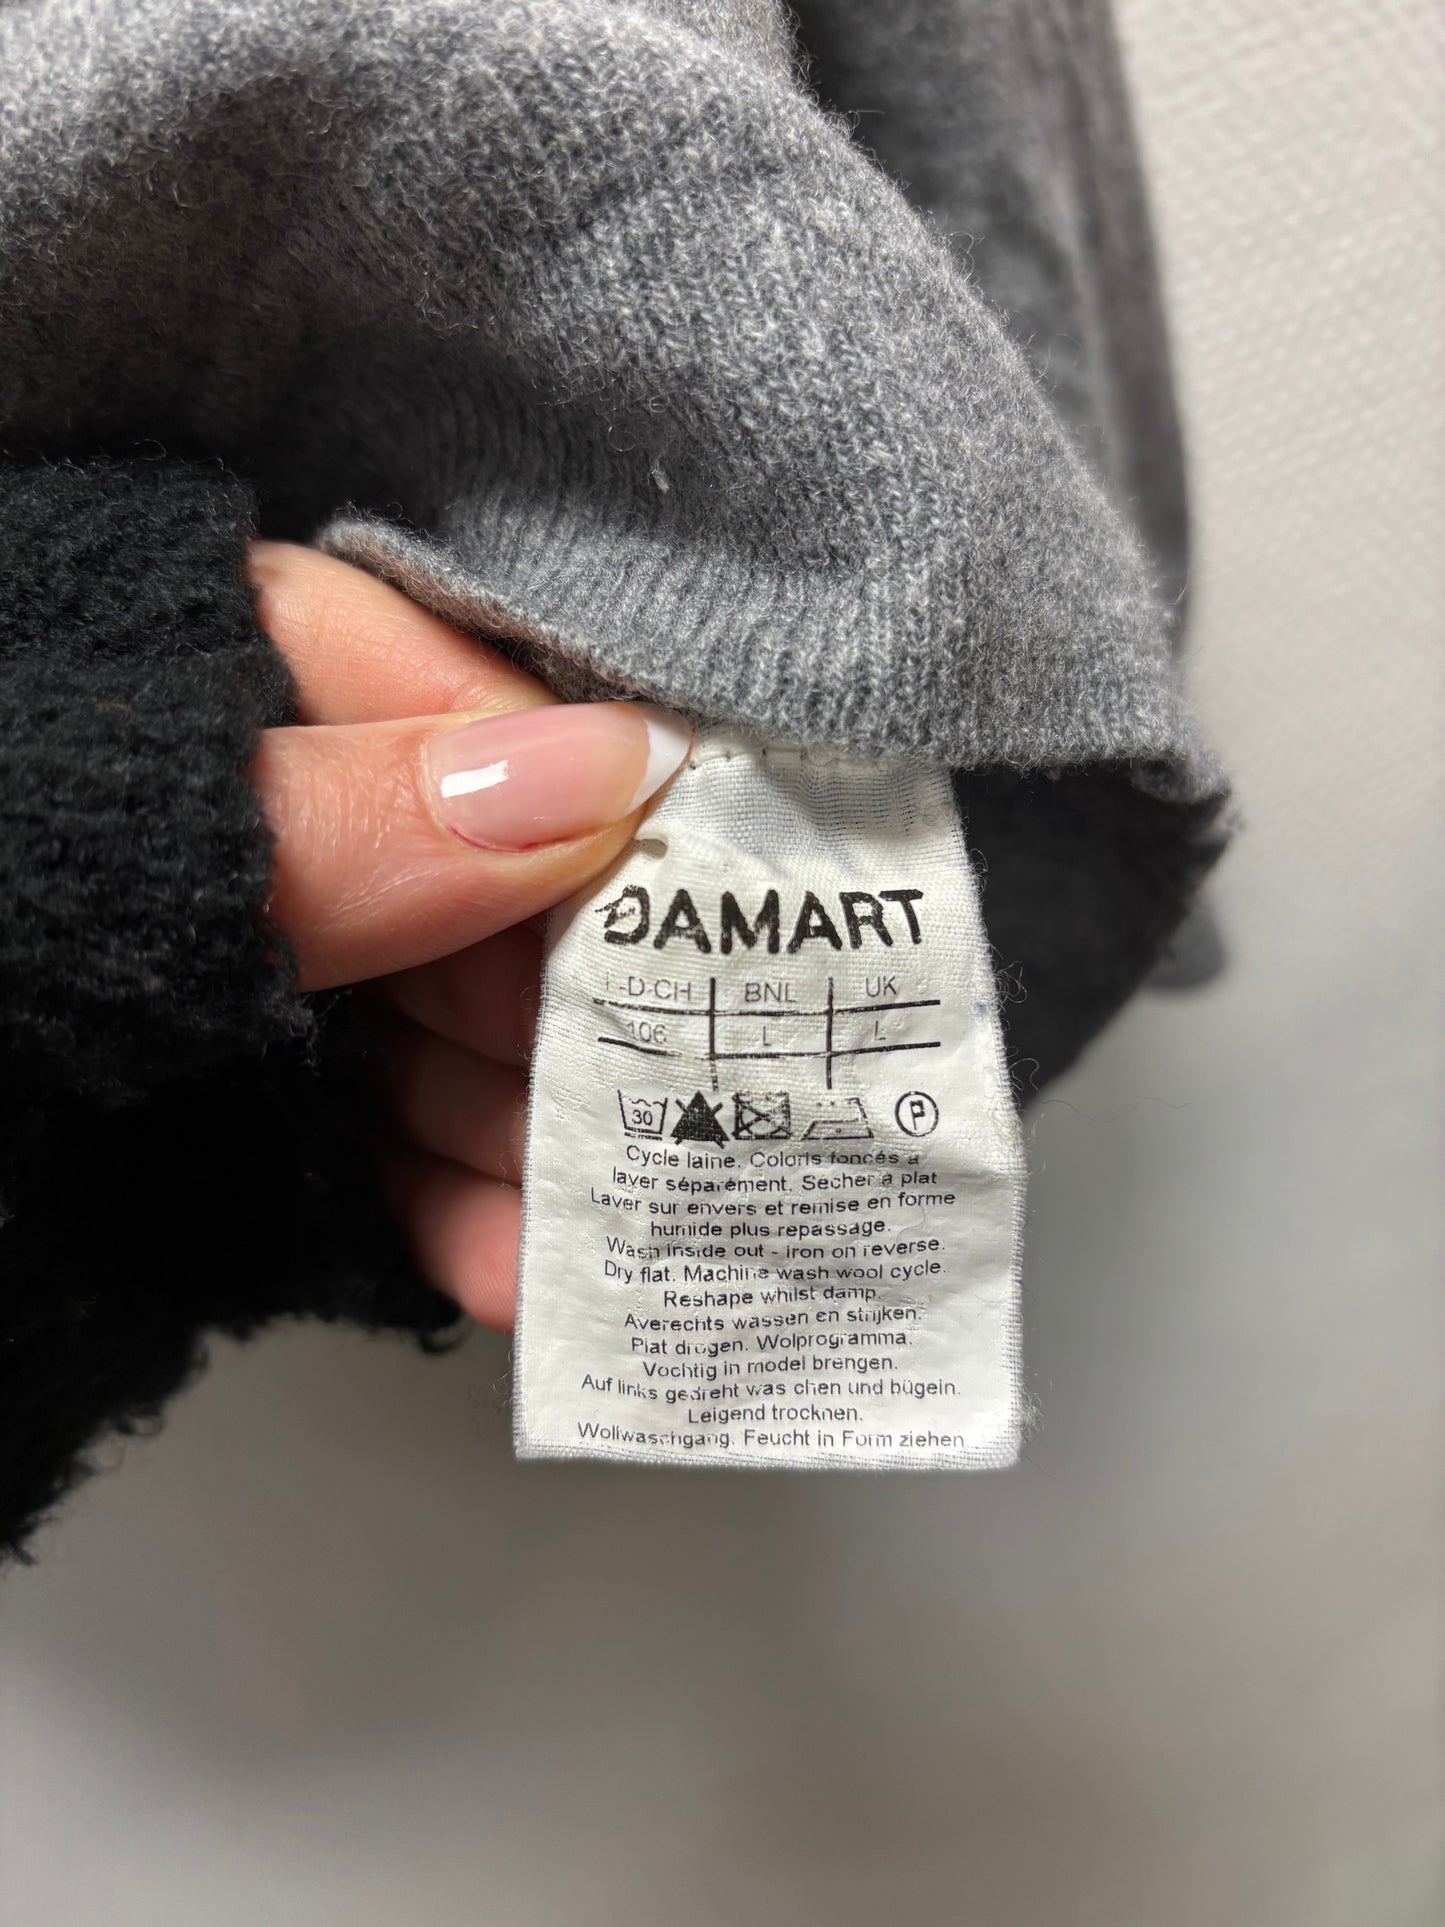 DAMART
F-D-CH BNL UK
106 L L
30 P
Cycle laine. Coloris foncés à
laver séparément. Sécher à plat
Laver sur envers et remise en forme
humide plus repassage.
Wash inside out - iron on reverse.
Dry flat. Machine wash wool cycle.
Reshape whilst damp.
Averechts wassen en strijken.
Plat drogen. Wolprogramma.
Vochtig in model brengen.
Auf links gedreht was chen und bügein.
Leigend trocknen.
Wollwaschgang. Feucht in Form ziehen